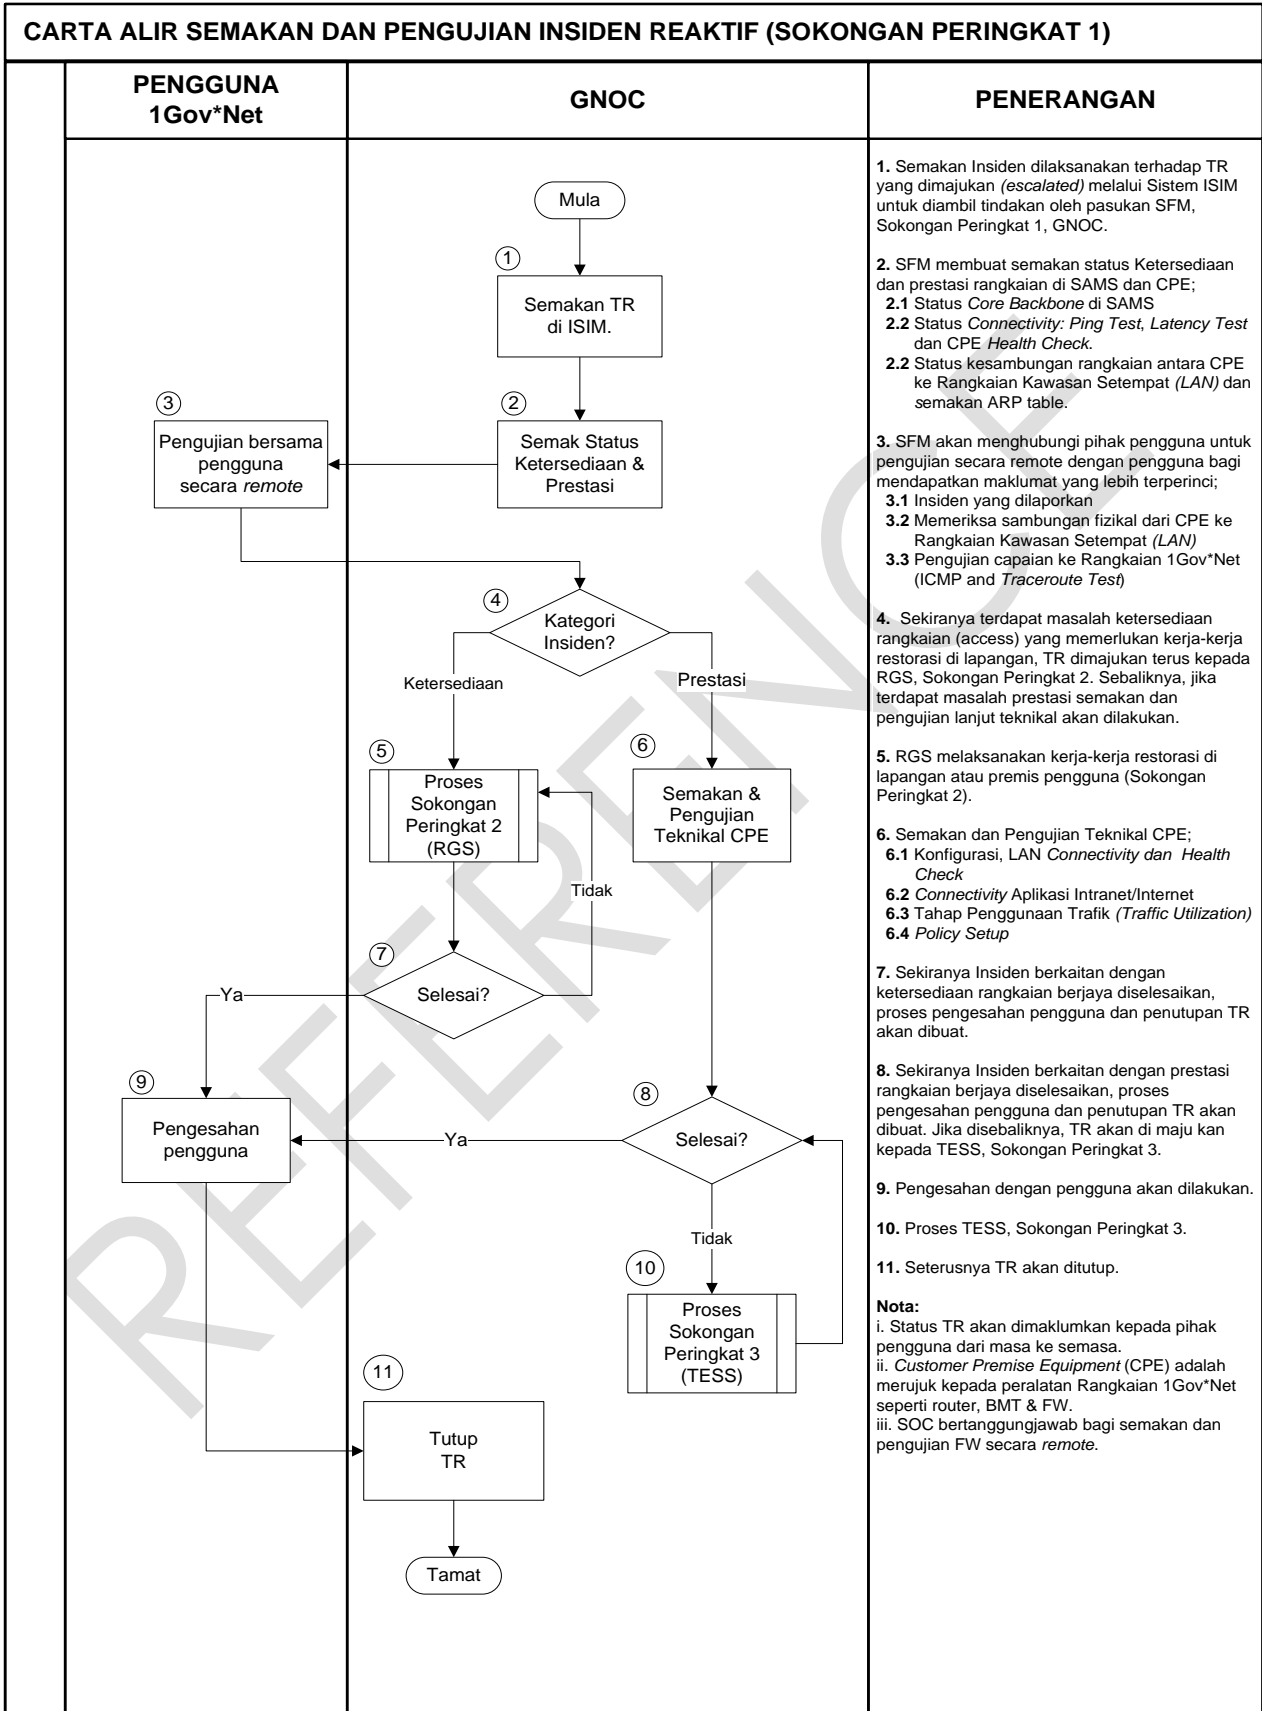 CARTA ALIR SEMAKAN DAN PENGUJIAN INSIDEN REAKTIF (SOKONGAN PERINGKAT 1)
PENGGUNA
1Gov*Net
GNOC
PENERANGAN
Mula
1
Semakan TR
di ISIM.
2
Semak Status
Ketersediaan &
Prestasi
3
Pengujian bersama
pengguna
secara remote
4
Kategori
Insiden?
Ketersediaan
Prestasi
5
Proses
Sokongan
Peringkat 2
(RGS)
6
Semakan &
Pengujian
Teknikal CPE
Tidak
7
Selesai?
Ya
8
Selesai?
Ya
9
Pengesahan
pengguna
Tidak
10
Proses
Sokongan
Peringkat 3
(TESS)
11
Tutup
TR
Tamat
1. Semakan Insiden dilaksanakan terhadap TR
yang dimajukan (escalated) melalui Sistem ISIM
untuk diambil tindakan oleh pasukan SFM,
Sokongan Peringkat 1, GNOC.
2. SFM membuat semakan status Ketersediaan
dan prestasi rangkaian di SAMS dan CPE;
2.1 Status Core Backbone di SAMS
2.2 Status Connectivity: Ping Test, Latency Test
dan CPE Health Check.
2.2 Status kesambungan rangkaian antara CPE
ke Rangkaian Kawasan Setempat (LAN) dan
semakan ARP table.
3. SFM akan menghubungi pihak pengguna untuk
pengujian secara remote dengan pengguna bagi
mendapatkan maklumat yang lebih terperinci;
3.1 Insiden yang dilaporkan
3.2 Memeriksa sambungan fizikal dari CPE ke
Rangkaian Kawasan Setempat (LAN)
3.3 Pengujian capaian ke Rangkaian 1Gov*Net
(ICMP and Traceroute Test)
4. Sekiranya terdapat masalah ketersediaan
rangkaian (access) yang memerlukan kerja-kerja
restorasi di lapangan, TR dimajukan terus kepada
RGS, Sokongan Peringkat 2. Sebaliknya, jika
terdapat masalah prestasi semakan dan
pengujian lanjut teknikal akan dilakukan.
5. RGS melaksanakan kerja-kerja restorasi di
lapangan atau premis pengguna (Sokongan
Peringkat 2).
6. Semakan dan Pengujian Teknikal CPE;
6.1 Konfigurasi, LAN Connectivity dan Health
Check
6.2 Connectivity Aplikasi Intranet/Internet
6.3 Tahap Penggunaan Trafik (Traffic Utilization)
6.4 Policy Setup
7. Sekiranya Insiden berkaitan dengan
ketersediaan rangkaian berjaya diselesaikan,
proses pengesahan pengguna dan penutupan TR
akan dibuat.
8. Sekiranya Insiden berkaitan dengan prestasi
rangkaian berjaya diselesaikan, proses
pengesahan pengguna dan penutupan TR akan
dibuat. Jika disebaliknya, TR akan di maju kan
kepada TESS, Sokongan Peringkat 3.
9. Pengesahan dengan pengguna akan dilakukan.
10. Proses TESS, Sokongan Peringkat 3.
11. Seterusnya TR akan ditutup.
Nota:
i. Status TR akan dimaklumkan kepada pihak
pengguna dari masa ke semasa.
ii. Customer Premise Equipment (CPE) adalah
merujuk kepada peralatan Rangkaian 1Gov*Net
seperti router, BMT & FW.
iii. SOC bertanggungjawab bagi semakan dan
pengujian FW secara remote.
REFERENCE